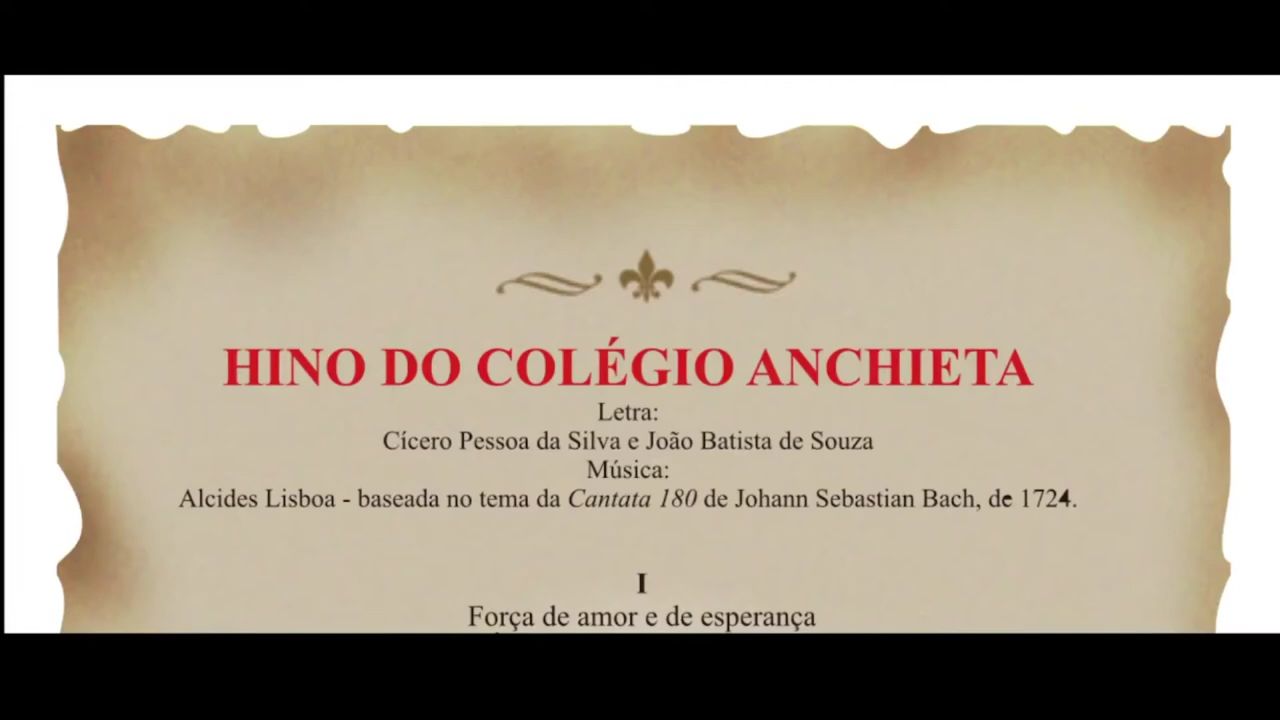 HINO DO COLÉGIO ANCHIETA
Letra:
Cícero Pessoa da Silva e João Batista de Souza
Música:
Alcides Lisboa - baseada no tema da Cantata 180 de Johann Sebastian Bach, de 1724.
I
Força de amor e de esperança